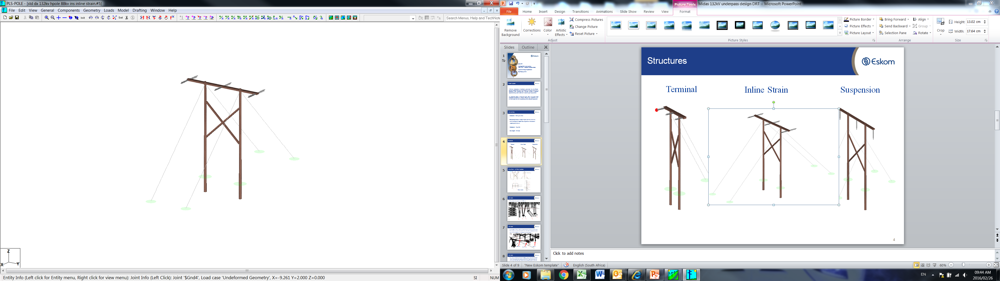 PLS-POLE - [std dx 132kv hpole 88kv ins inline strain.#5]
File Edit View General Components Geometry Loads Model Drafting Window Help
Init Set
Search Menus, Help and TechNote
Z
X
Y
Entity Info (Left click for Entity menu, Right click for view menu): Joint Info (Left Click): Joint '$Gnd4', Load case 'Undeformed Geometry', X=-9.261 Y=2.000 Z=0.000
SI NUM
Midas 132kV underpass design DRT - Microsoft PowerPoint
Picture Tools
File Home Insert Design Transitions Animations Slide Show Review View Format
Remove Background
Corrections
Color
Artistic Effects
Compress Pictures
Change Picture
Reset Picture
Adjust
Picture Styles
Picture Border
Picture Effects
Picture Layout
Bring Forward
Send Backward
Selection Pane
Align
Group
Rotate
Arrange
Crop
Height: 13.02 cm
Width: 17.64 cm
Size
Slides Outline
1
2
3
4
5
6
7
8
Structures
Eskom
Terminal Inline Strain Suspension
4
Click to add notes
Slide 4 of 9 "New Eskom template" English (South Africa)
60%
EN
09:44 AM
2016/02/26